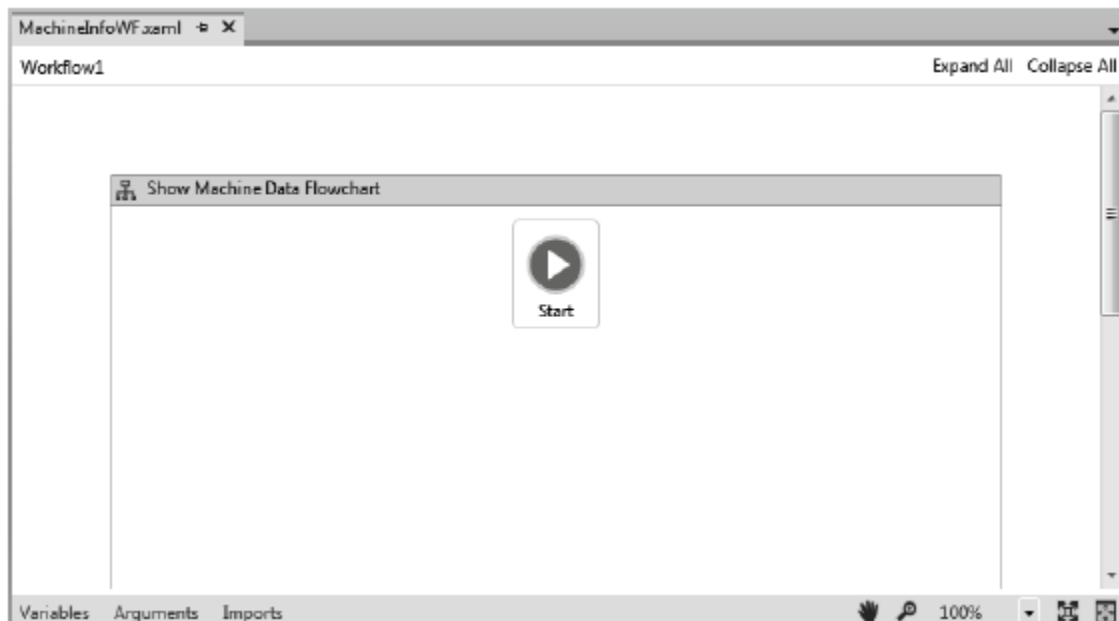 MachineInfoWF.xaml
Workflow1 Expand All Collapse All
Show Machine Data Flowchart
Start
Variables Arguments Imports 100%